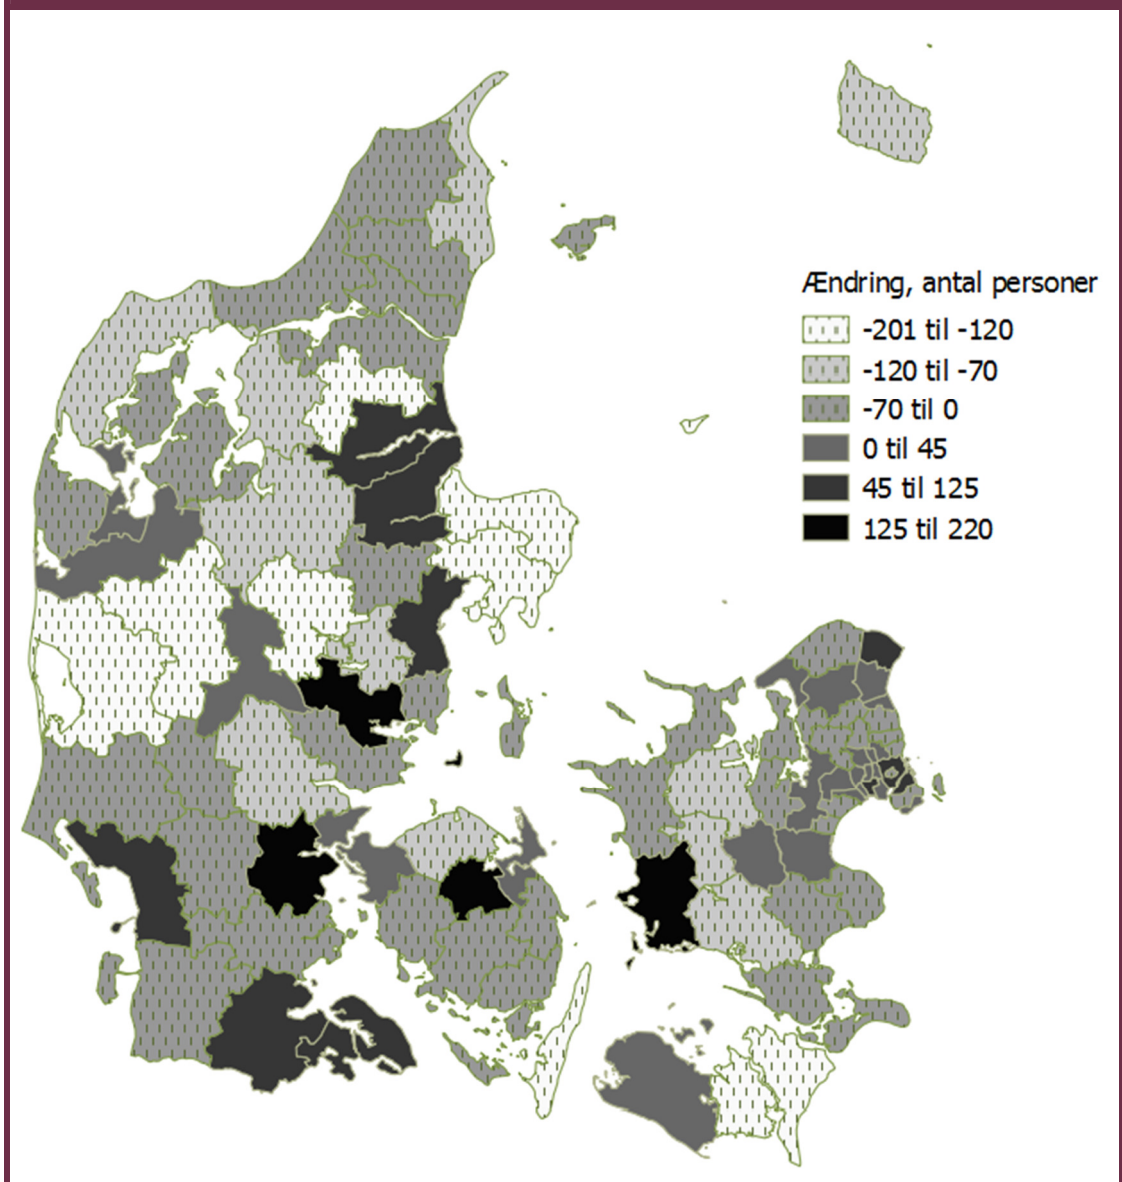 Ændring, antal personer
-201 til -120
-120 til -70
-70 til 0
0 til 45
45 til 125
125 til 220